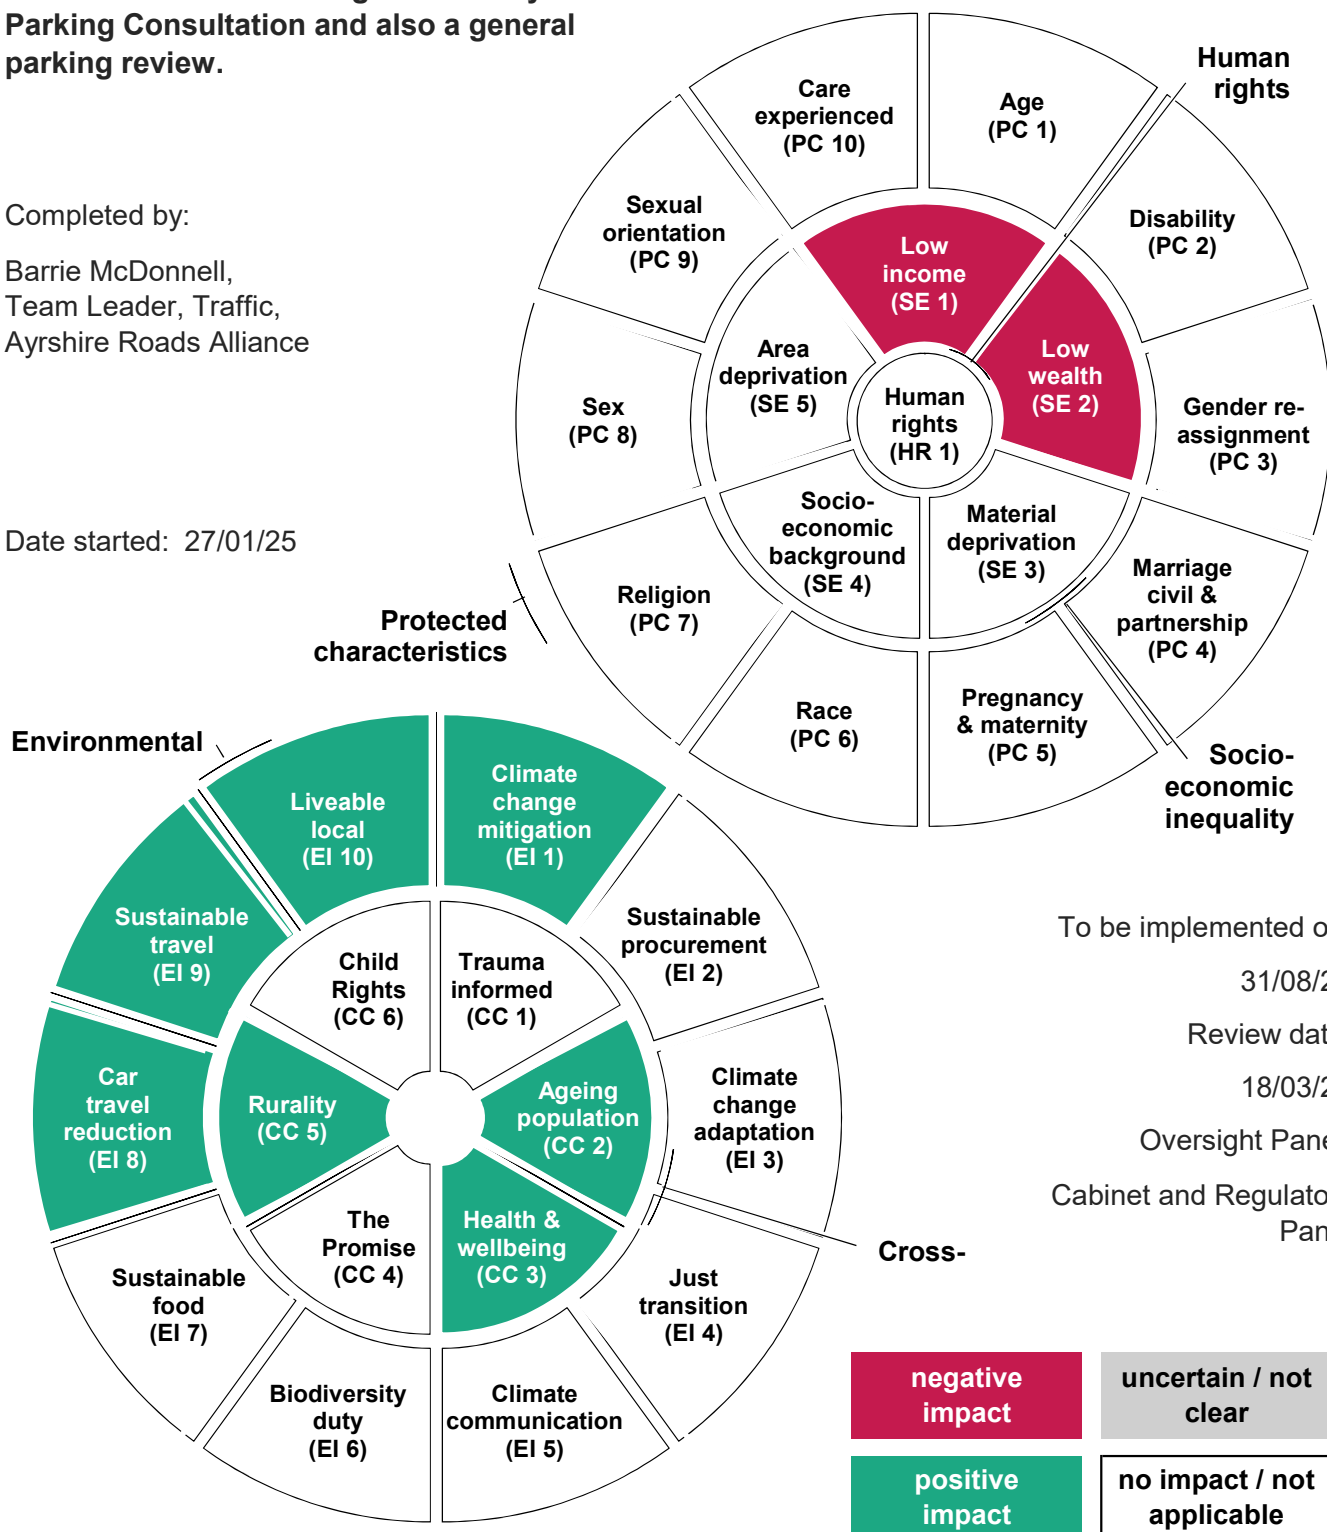 Parking Consultation and also a general
parking review.
Completed by:
Barrie McDonnell,
Team Leader, Traffic,
Ayrshire Roads Alliance
Date started: 27/01/25
Human
rights
Care
experienced
(PC 10)
Age
(PC 1)
Sexual
orientation
(PC 9)
Disability
(PC 2)
Low
income
(SE 1)
Area
deprivation
(SE 5)
Low
wealth
(SE 2)
Human
rights
(HR 1)
Sex
(PC 8)
Gender re-
assignment
(PC 3)
Socio-
economic
background
(SE 4)
Material
deprivation
(SE 3)
Religion
(PC 7)
Marriage
civil &
partnership
(PC 4)
Protected
characteristics
Race
(PC 6)
Pregnancy
& maternity
(PC 5)
Socio-
economic
inequality
Environmental
Liveable
local
(EI 10)
Climate
change
mitigation
(EI 1)
Sustainable
travel
(EI 9)
Sustainable
procurement
(EI 2)
Child
Rights
(CC 6)
Trauma
informed
(CC 1)
Car
travel
reduction
(EI 8)
Rurality
(CC 5)
Ageing
population
(CC 2)
Climate
change
adaptation
(EI 3)
The
Promise
(CC 4)
Health &
wellbeing
(CC 3)
Cross-
Sustainable
food
(EI 7)
Just
transition
(EI 4)
Biodiversity
duty
(EI 6)
Climate
communication
(EI 5)
To be implemented
31/08/2
Review dat
18/03/2
Oversight Pane
Cabinet and Regulato
Pan
negative
impact
uncertain / not
clear
positive
impact
no impact / not
applicable